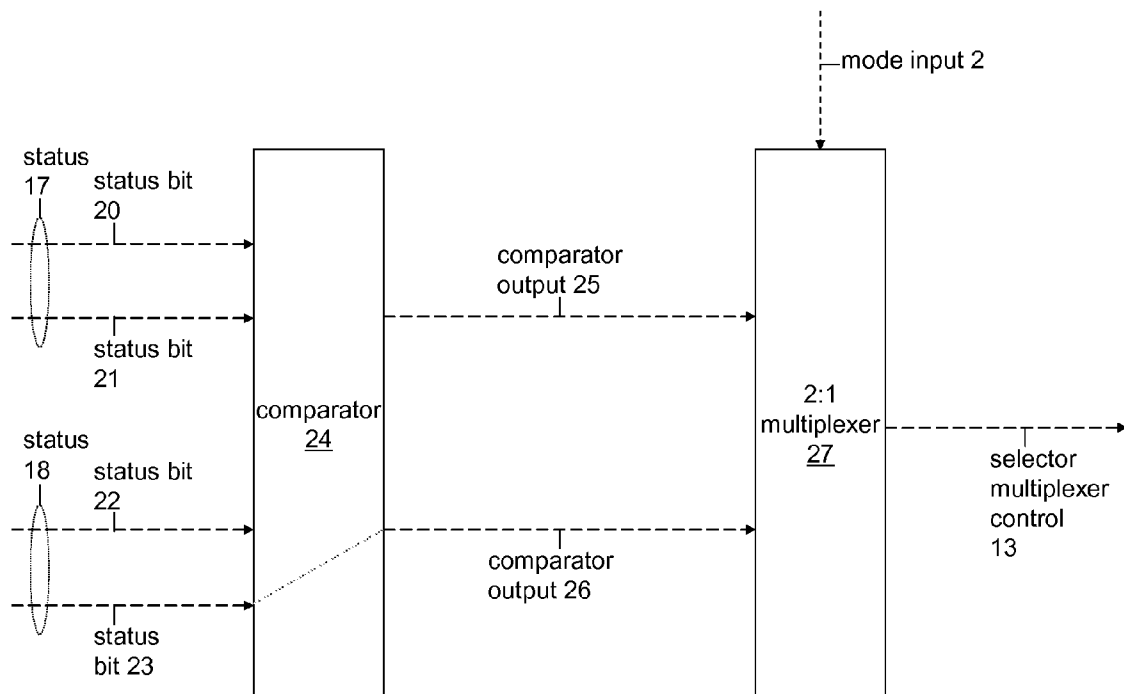 mode input 2
status
17
status bit
20
status bit
21
comparator
output 25
comparator
24
2:1
multiplexer
27
status
18
status bit
22
status
bit 23
comparator
output 26
selector
multiplexer
control
13